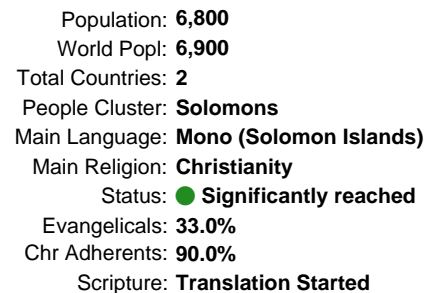 Population: 6,800
World Popl: 6,900
Total Countries: 2
People Cluster: Solomons
Main Language: Mono (Solomon Islands)
Main Religion: Christianity
Status: Significantly reached
Evangelicals: 33.0%
Chr Adherents: 90.0%
Scripture: Translation Started